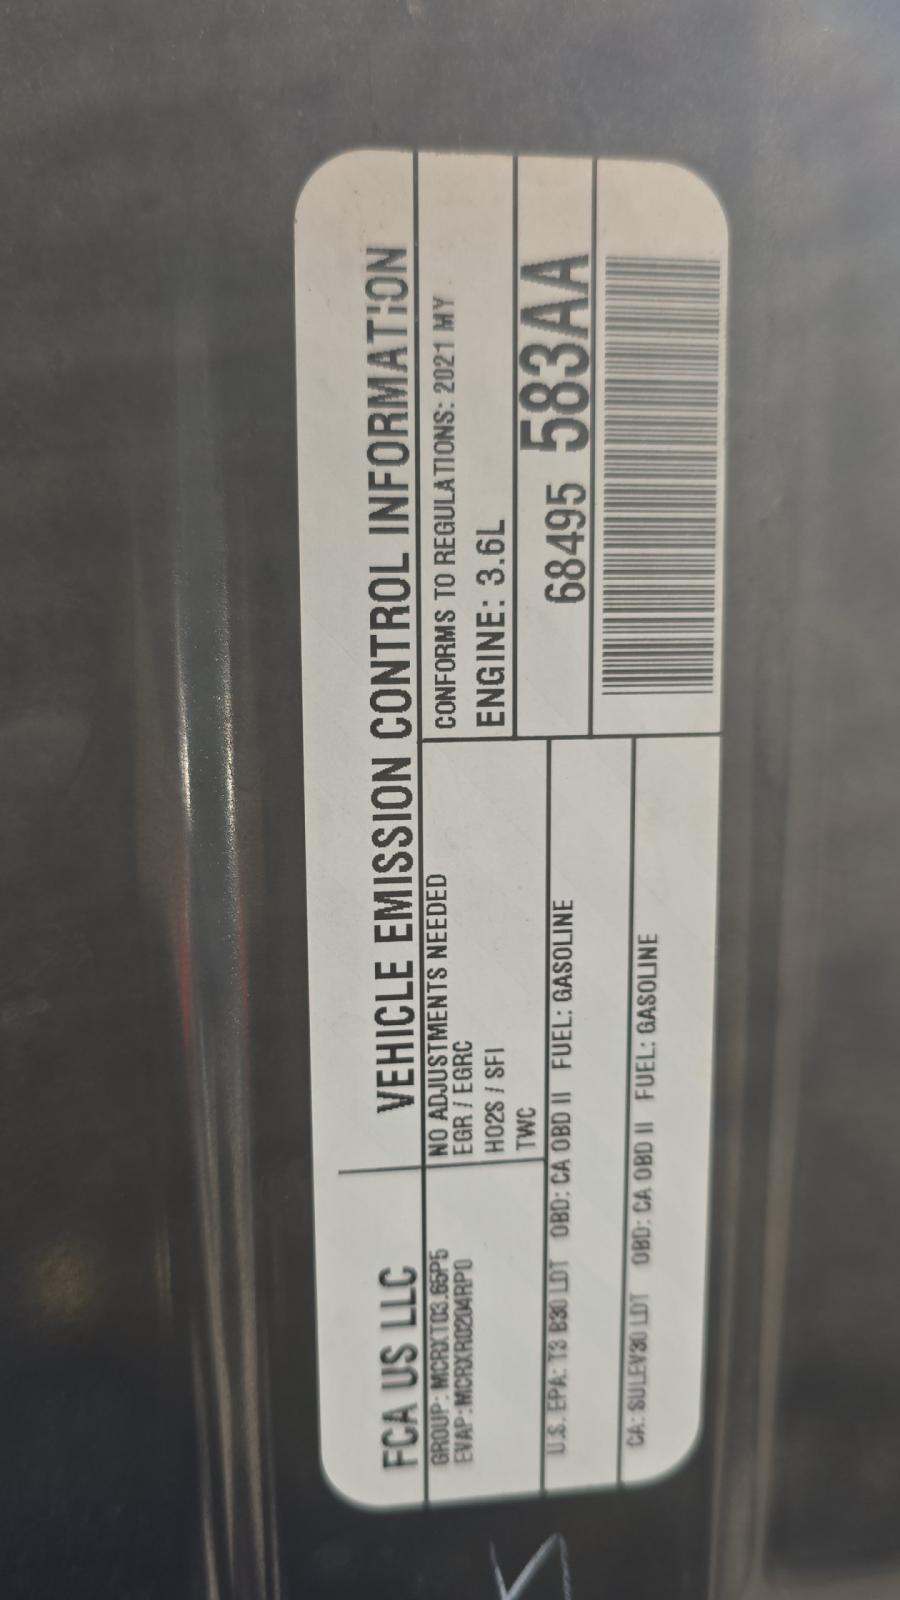 FCA US LLC
VEHICLE EMISSION CONTROL INFORMATION
GROUP: MCRXT03.65P5
EVAP: MCRXR0204RP0
NO ADJUSTMENTS NEEDED
EGR / EGRC
HO2S / SFI
TWC
CONFORMS TO REGULATIONS: 2021 MY
ENGINE: 3.6L
68495 583AA
U.S. EPA: T3 B30 LDT OBD: CA OBD II FUEL: GASOLINE
CA: SULEV30 LDT OBD: CA OBD II FUEL: GASOLINE